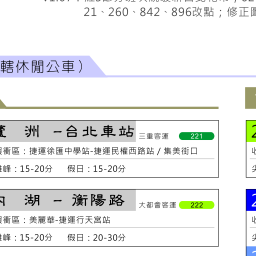 21、260、842、896改點；修正圖
轄休閒公車）
蘆 洲 -台北車站 三重客運 221
緩衝區：捷運徐匯中學站-捷運民權西路站 / 集美街口
峰：15-20分 假日：15-20分
內 湖 -衡陽路 大都會客運 222
緩衝區：美麗華-捷運行天宮站
峰：15-20分 假日：20-30分